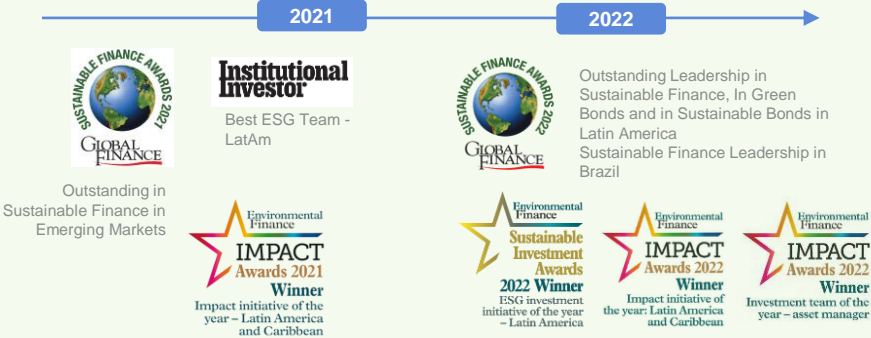 2021
2022
SUSTAINABLE FINANCE AWARDS 2021
GLOBAL
FINANCE
Outstanding in
Sustainable Finance in
Emerging Markets
Institutional
Investor
Best ESG Team -
LatAm
Environmental
Finance
IMPACT
Awards 2021
Winner
Impact initiative of the
year – Latin America
and Caribbean
SUSTAINABLE FINANCE AWARDS 2022
GLOBAL
FINANCE
Outstanding Leadership in
Sustainable Finance, In Green
Bonds and in Sustainable Bonds in
Latin America
Sustainable Finance Leadership in
Brazil
Environmental
Finance
Sustainable
Investment
Awards
2022 Winner
ESG investment
initiative of the year
– Latin America
Environmental
Finance
IMPACT
Awards 2022
Winner
Impact initiative of
the year: Latin America
and Caribbean
Environmental
Finance
IMPACT
Awards 2022
Winner
Investment team of the
year – asset manager